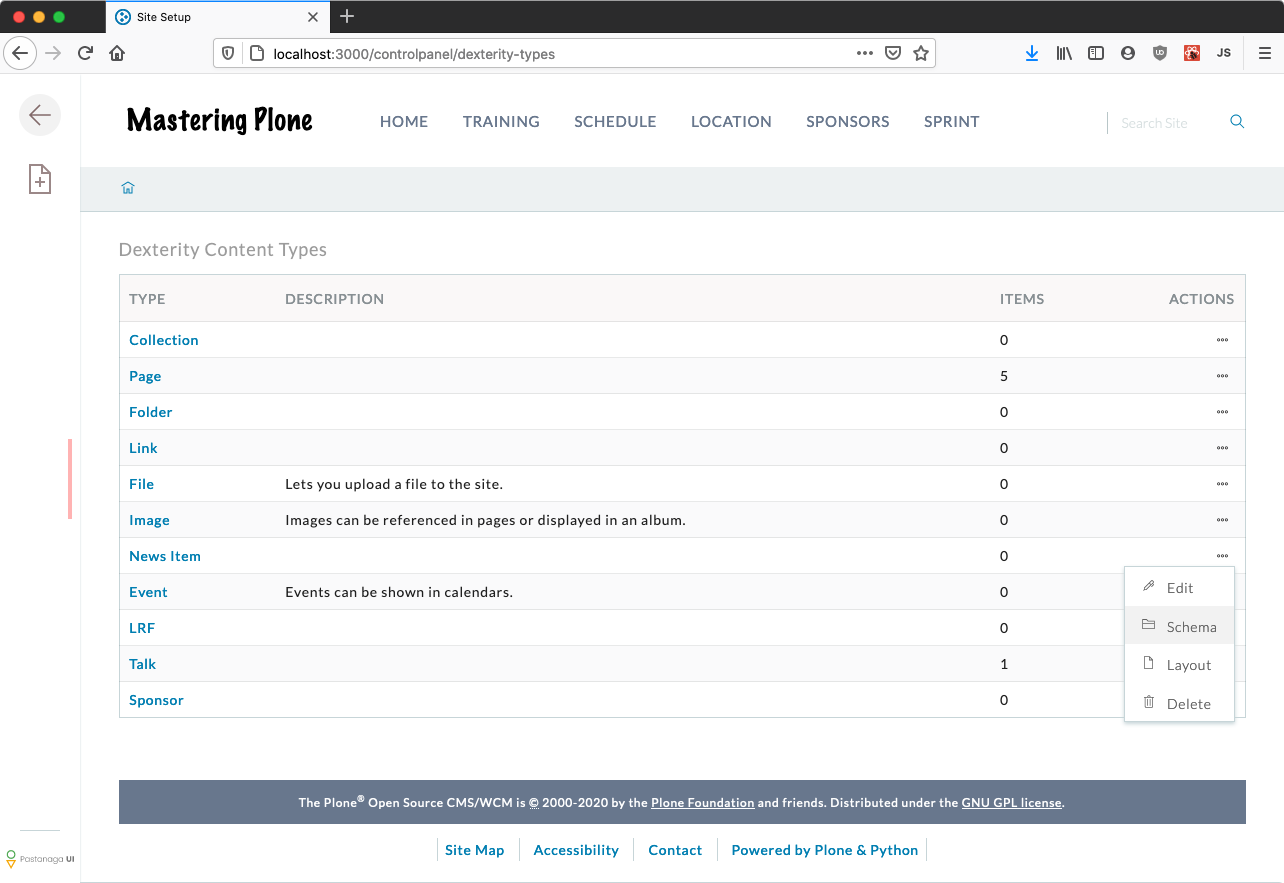 Site Setup
localhost:3000/controlpanel/dexterity-types
JS
Mastering Plone
HOME TRAINING SCHEDULE LOCATION SPONSORS SPRINT
Search Site
Dexterity Content Types
TYPE DESCRIPTION ITEMS ACTIONS
Collection 0
Page 5
Folder 0
Link 0
File Lets you upload a file to the site. 0
Image Images can be referenced in pages or displayed in an album. 0
News Item 0
Event Events can be shown in calendars. 0
LRF 0
Talk 1
Sponsor 0
Edit
Schema
Layout
Delete
The Plone® Open Source CMS/WCM is © 2000-2020 by the Plone Foundation and friends. Distributed under the GNU GPL license.
Site Map Accessibility Contact Powered by Plone & Python
Pastanaga UI